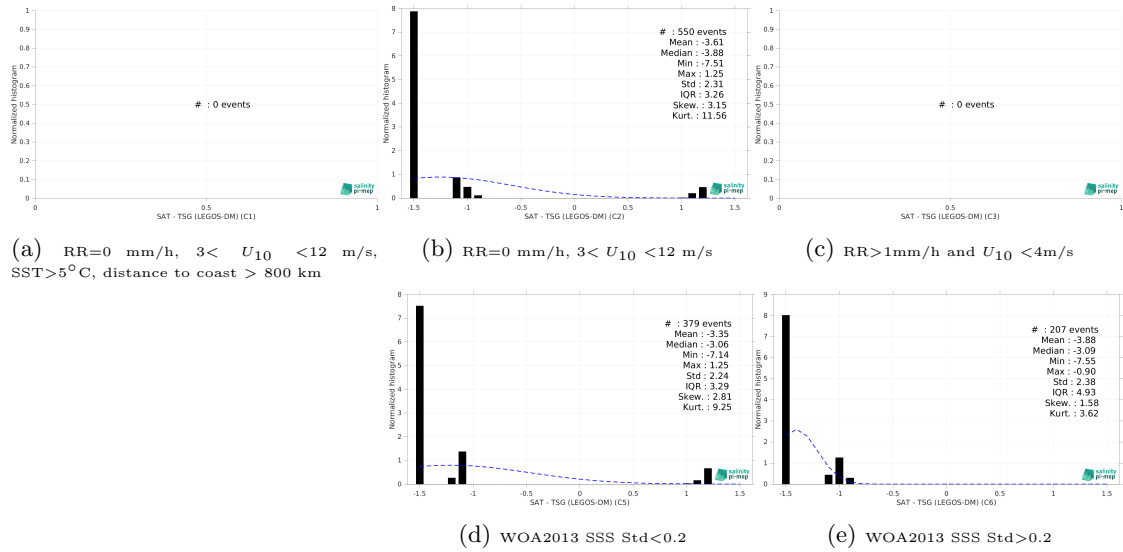 1
0.9
0.8
0.7
0.6
0.5
0.4
0.3
0.2
0.1
0
Normalized histogram
# : 0 events
salinity
pi-mep
0 1
SAT - TSG (LEGOS-DM) (C1)
(a) RR=0 mm/h, 3< U10 <12 m/s,
SST>5°C, distance to coast > 800 km
8
7
6
5
4
3
2
1
0
Normalized histogram
# : 550 events
Mean : -3.61
Median : -3.88
Min : -7.51
Max : 1.25
Std : 2.31
IQR : 3.26
Skew. : 3.15
Kurt. : 11.56
salinity
pi-mep
-1.5 -1 -0.5 0 0.5 1 1.5
SAT - TSG (LEGOS-DM) (C2)
(b) RR=0 mm/h, 3< U10 <12 m/s
1
0.9
0.8
0.7
0.6
0.5
0.4
0.3
0.2
0.1
0
Normalized histogram
# : 0 events
salinity
pi-mep
0 1
SAT - TSG (LEGOS-DM) (C3)
(c) RR>1mm/h and U10 <4m/s
8
7
6
5
4
3
2
1
0
Normalized histogram
# : 379 events
Mean : -3.35
Median : -3.06
Min : -7.14
Max : 1.25
Std : 2.24
IQR : 3.29
Skew. : 2.81
Kurt. : 9.25
salinity
pi-mep
-1.5 -1 -0.5 0 0.5 1 1.5
SAT - TSG (LEGOS-DM) (C5)
(d) WOA2013 SSS Std<0.2
9
8
7
6
5
4
3
2
1
0
Normalized histogram
# : 207 events
Mean : -3.88
Median : -3.09
Min : -7.55
Max : -0.90
Std : 2.38
IQR : 4.93
Skew. : 1.58
Kurt. : 3.62
salinity
pi-mep
-1.5 -1 -0.5 0 0.5 1 1.5
SAT - TSG (LEGOS-DM) (C6)
(e) WOA2013 SSS Std>0.2